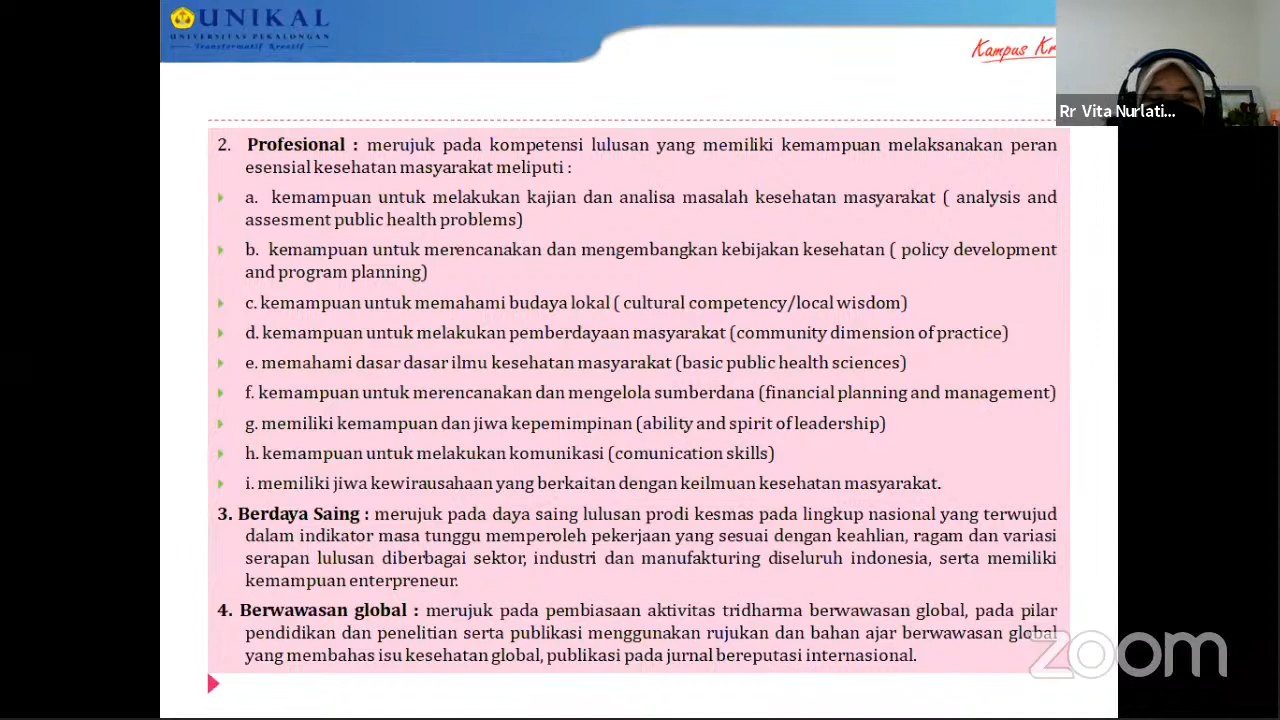 UNIKAL
UNIVERSITAS PEKALONGAN
Transformatif Kreatif
Kampus Kr
Rr Vita Nurlati...
2. Profesional : merujuk pada kompetensi lulusan yang memiliki kemampuan melaksanakan peran
esensial kesehatan masyarakat meliputi :
a. kemampuan untuk melakukan kajian dan analisa masalah kesehatan masyarakat ( analysis and
assesment public health problems)
b. kemampuan untuk merencanakan dan mengembangkan kebijakan kesehatan ( policy development
and program planning)
c. kemampuan untuk memahami budaya lokal ( cultural competency/local wisdom)
d. kemampuan untuk melakukan pemberdayaan masyarakat (community dimension of practice)
e. memahami dasar dasar ilmu kesehatan masyarakat (basic public health sciences)
f. kemampuan untuk merencanakan dan mengelola sumberdana (financial planning and management)
g. memiliki kemampuan dan jiwa kepemimpinan (ability and spirit of leadership)
h. kemampuan untuk melakukan komunikasi (comunication skills)
i. memiliki jiwa kewirausahaan yang berkaitan dengan keilmuan kesehatan masyarakat.
3. Berdaya Saing : merujuk pada daya saing lulusan prodi kesmas pada lingkup nasional yang terwujud
dalam indikator masa tunggu memperoleh pekerjaan yang sesuai dengan keahlian, ragam dan variasi
serapan lulusan diberbagai sektor, industri dan manufakturing diseluruh indonesia, serta memiliki
kemampuan enterpreneur.
4. Berwawasan global : merujuk pada pembiasaan aktivitas tridharma berwawasan global, pada pilar
pendidikan dan penelitian serta publikasi menggunakan rujukan dan bahan ajar berwawasan global
yang membahas isu kesehatan global, publikasi pada jurnal bereputasi internasional.
zoom